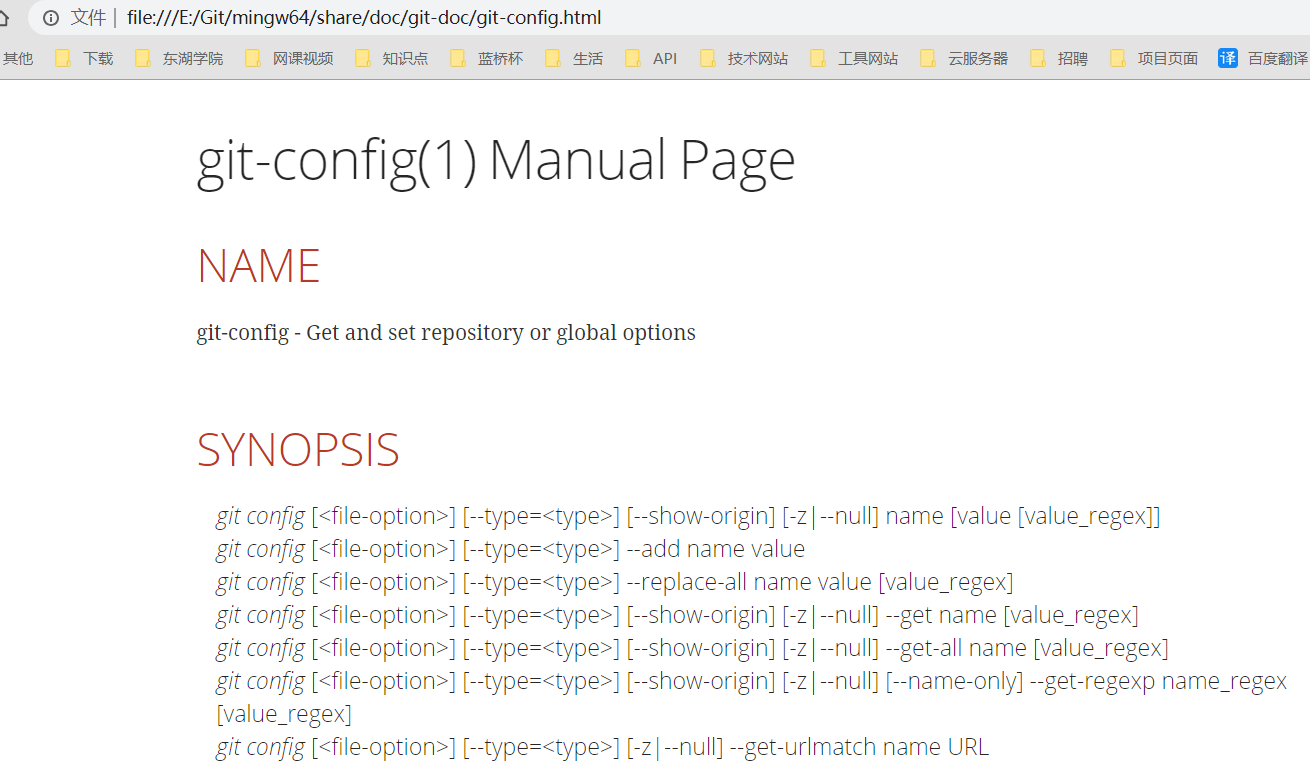 文件 | file:///E:/Git/mingw64/share/doc/git-doc/git-config.html
其他 下载 东湖学院 网课视频 知识点 蓝桥杯 生活 API 技术网站 工具网站 云服务器 招聘 项目页面 译 百度翻译
git-config(1) Manual Page
NAME
git-config - Get and set repository or global options
SYNOPSIS
git config [<file-option>] [--type=<type>] [--show-origin] [-z|--null] name [value [value_regex]]
git config [<file-option>] [--type=<type>] --add name value
git config [<file-option>] [--type=<type>] --replace-all name value [value_regex]
git config [<file-option>] [--type=<type>] [--show-origin] [-z|--null] --get name [value_regex]
git config [<file-option>] [--type=<type>] [--show-origin] [-z|--null] --get-all name [value_regex]
git config [<file-option>] [--type=<type>] [--show-origin] [-z|--null] [--name-only] --get-regexp name_regex
[value_regex]
git config [<file-option>] [--type=<type>] [-z|--null] --get-urlmatch name URL